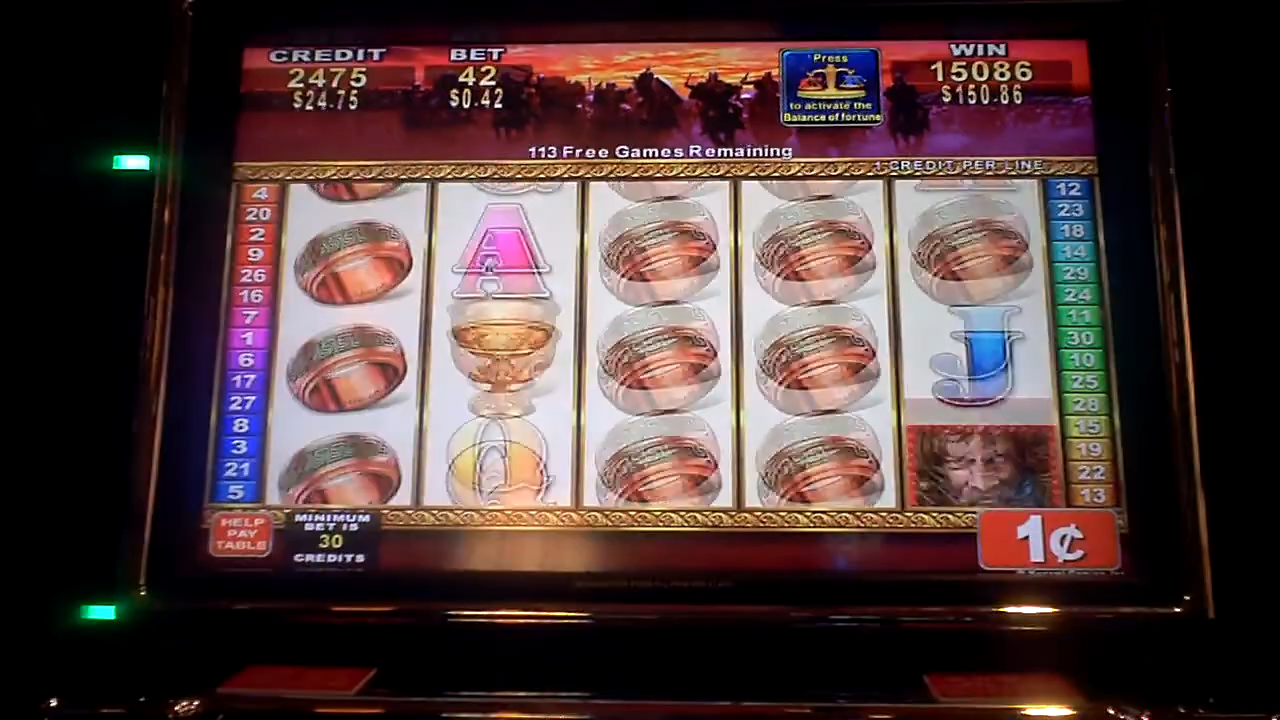 CREDIT
2475
$24.75
BET
42
$0.42
Press
to activate the
Balance of fortune
WIN
15086
$150.86
113 Free Games Remaining
1 CREDIT PER LINE
4
20
2
9
26
16
7
1
6
17
27
8
3
21
5
A
Q
J
12
23
18
14
29
24
11
30
10
25
28
15
19
22
13
HELP
PAY
TABLE
MINIMUM
BET IS
30
CREDITS
1¢